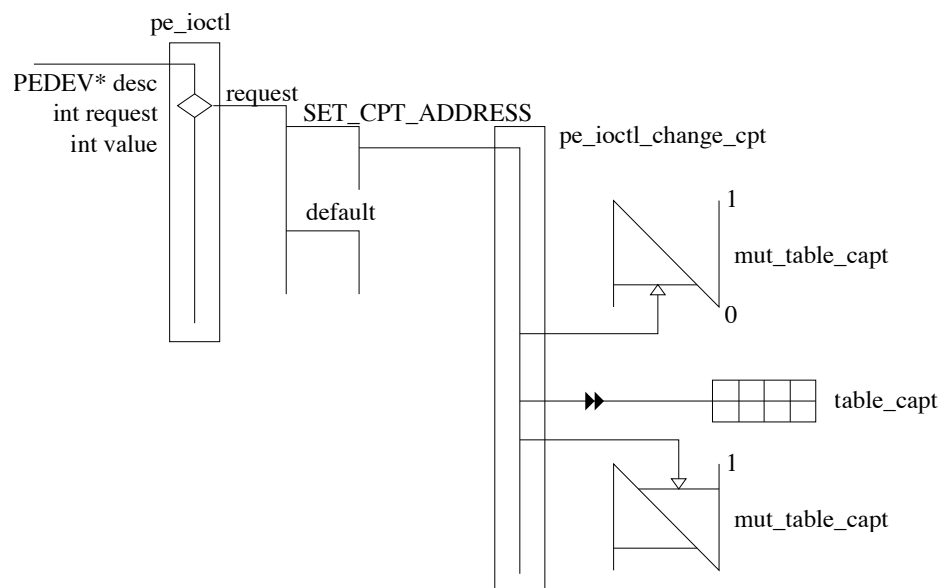 pe_ioctl
PEDEV* desc
int request
int value
request
SET_CPT_ADDRESS
default
pe_ioctl_change_cpt
1
mut_table_capt
0
table_capt
1
mut_table_capt